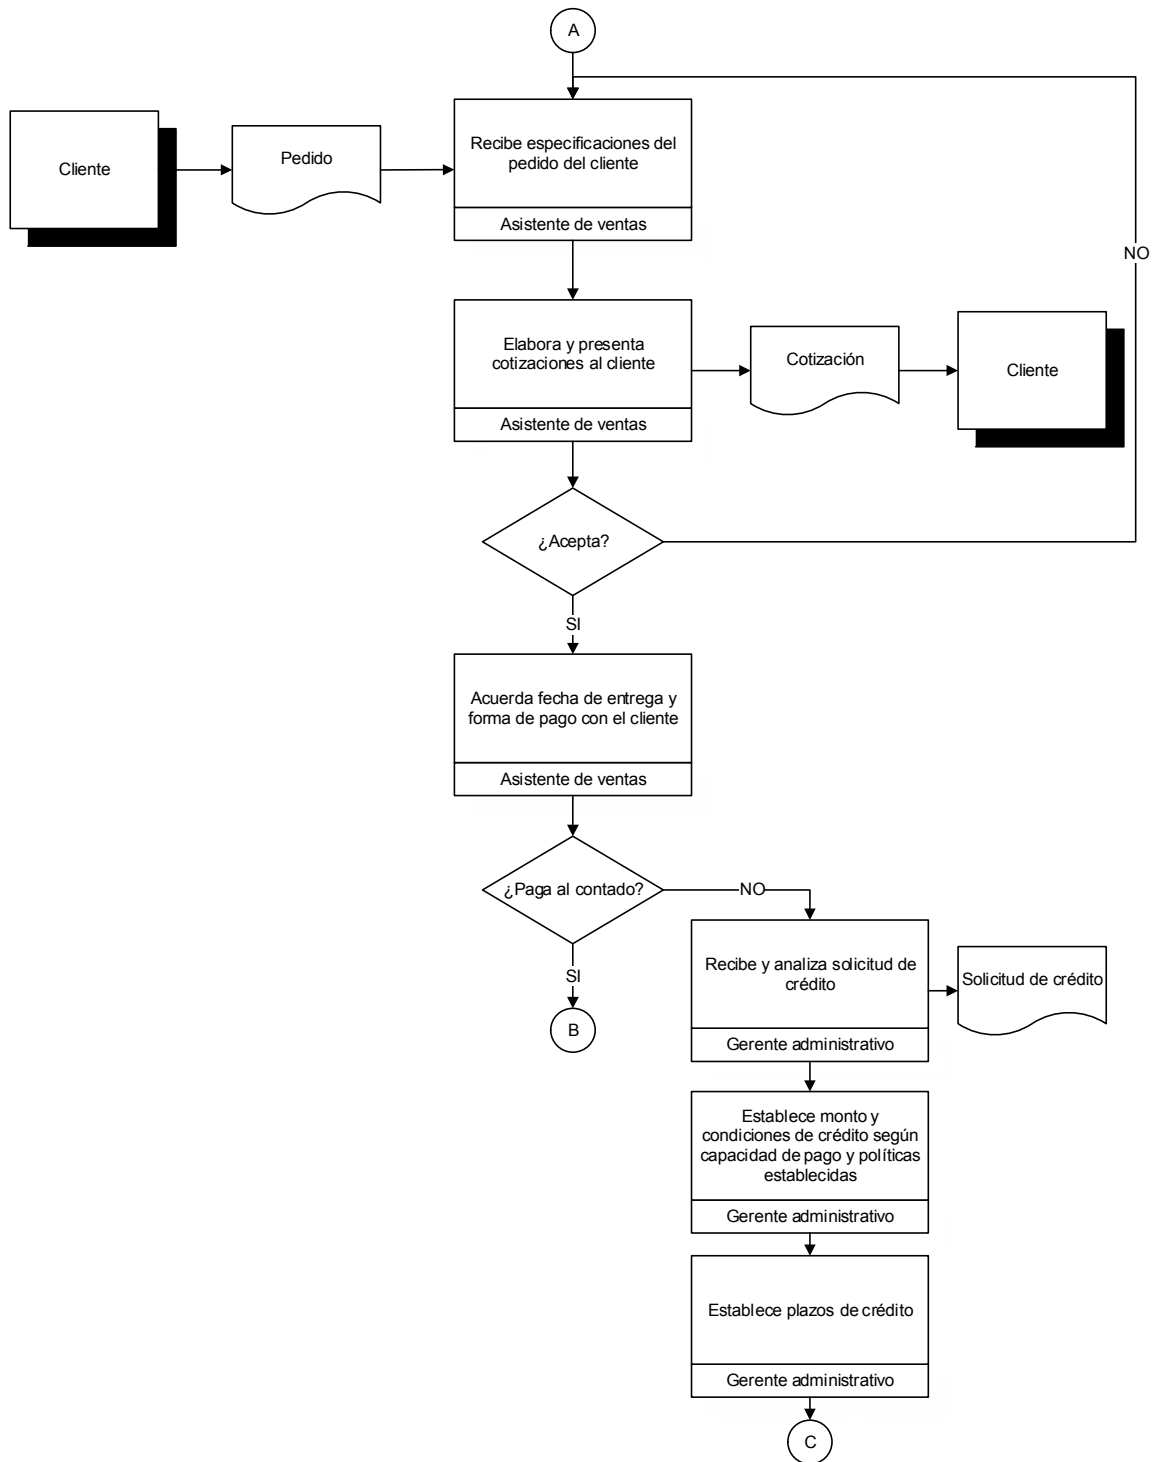 A
Cliente
Pedido
Recibe especificaciones del
pedido del cliente
Asistente de ventas
NO
Elabora y presenta
cotizaciones al cliente
Asistente de ventas
Cotización
Cliente
¿Acepta?
SI
Acuerda fecha de entrega y
forma de pago con el cliente
Asistente de ventas
¿Paga al contado?
NO
SI
B
Recibe y analiza solicitud de
crédito
Gerente administrativo
Solicitud de crédito
Establece monto y
condiciones de crédito según
capacidad de pago y políticas
establecidas
Gerente administrativo
Establece plazos de crédito
Gerente administrativo
C